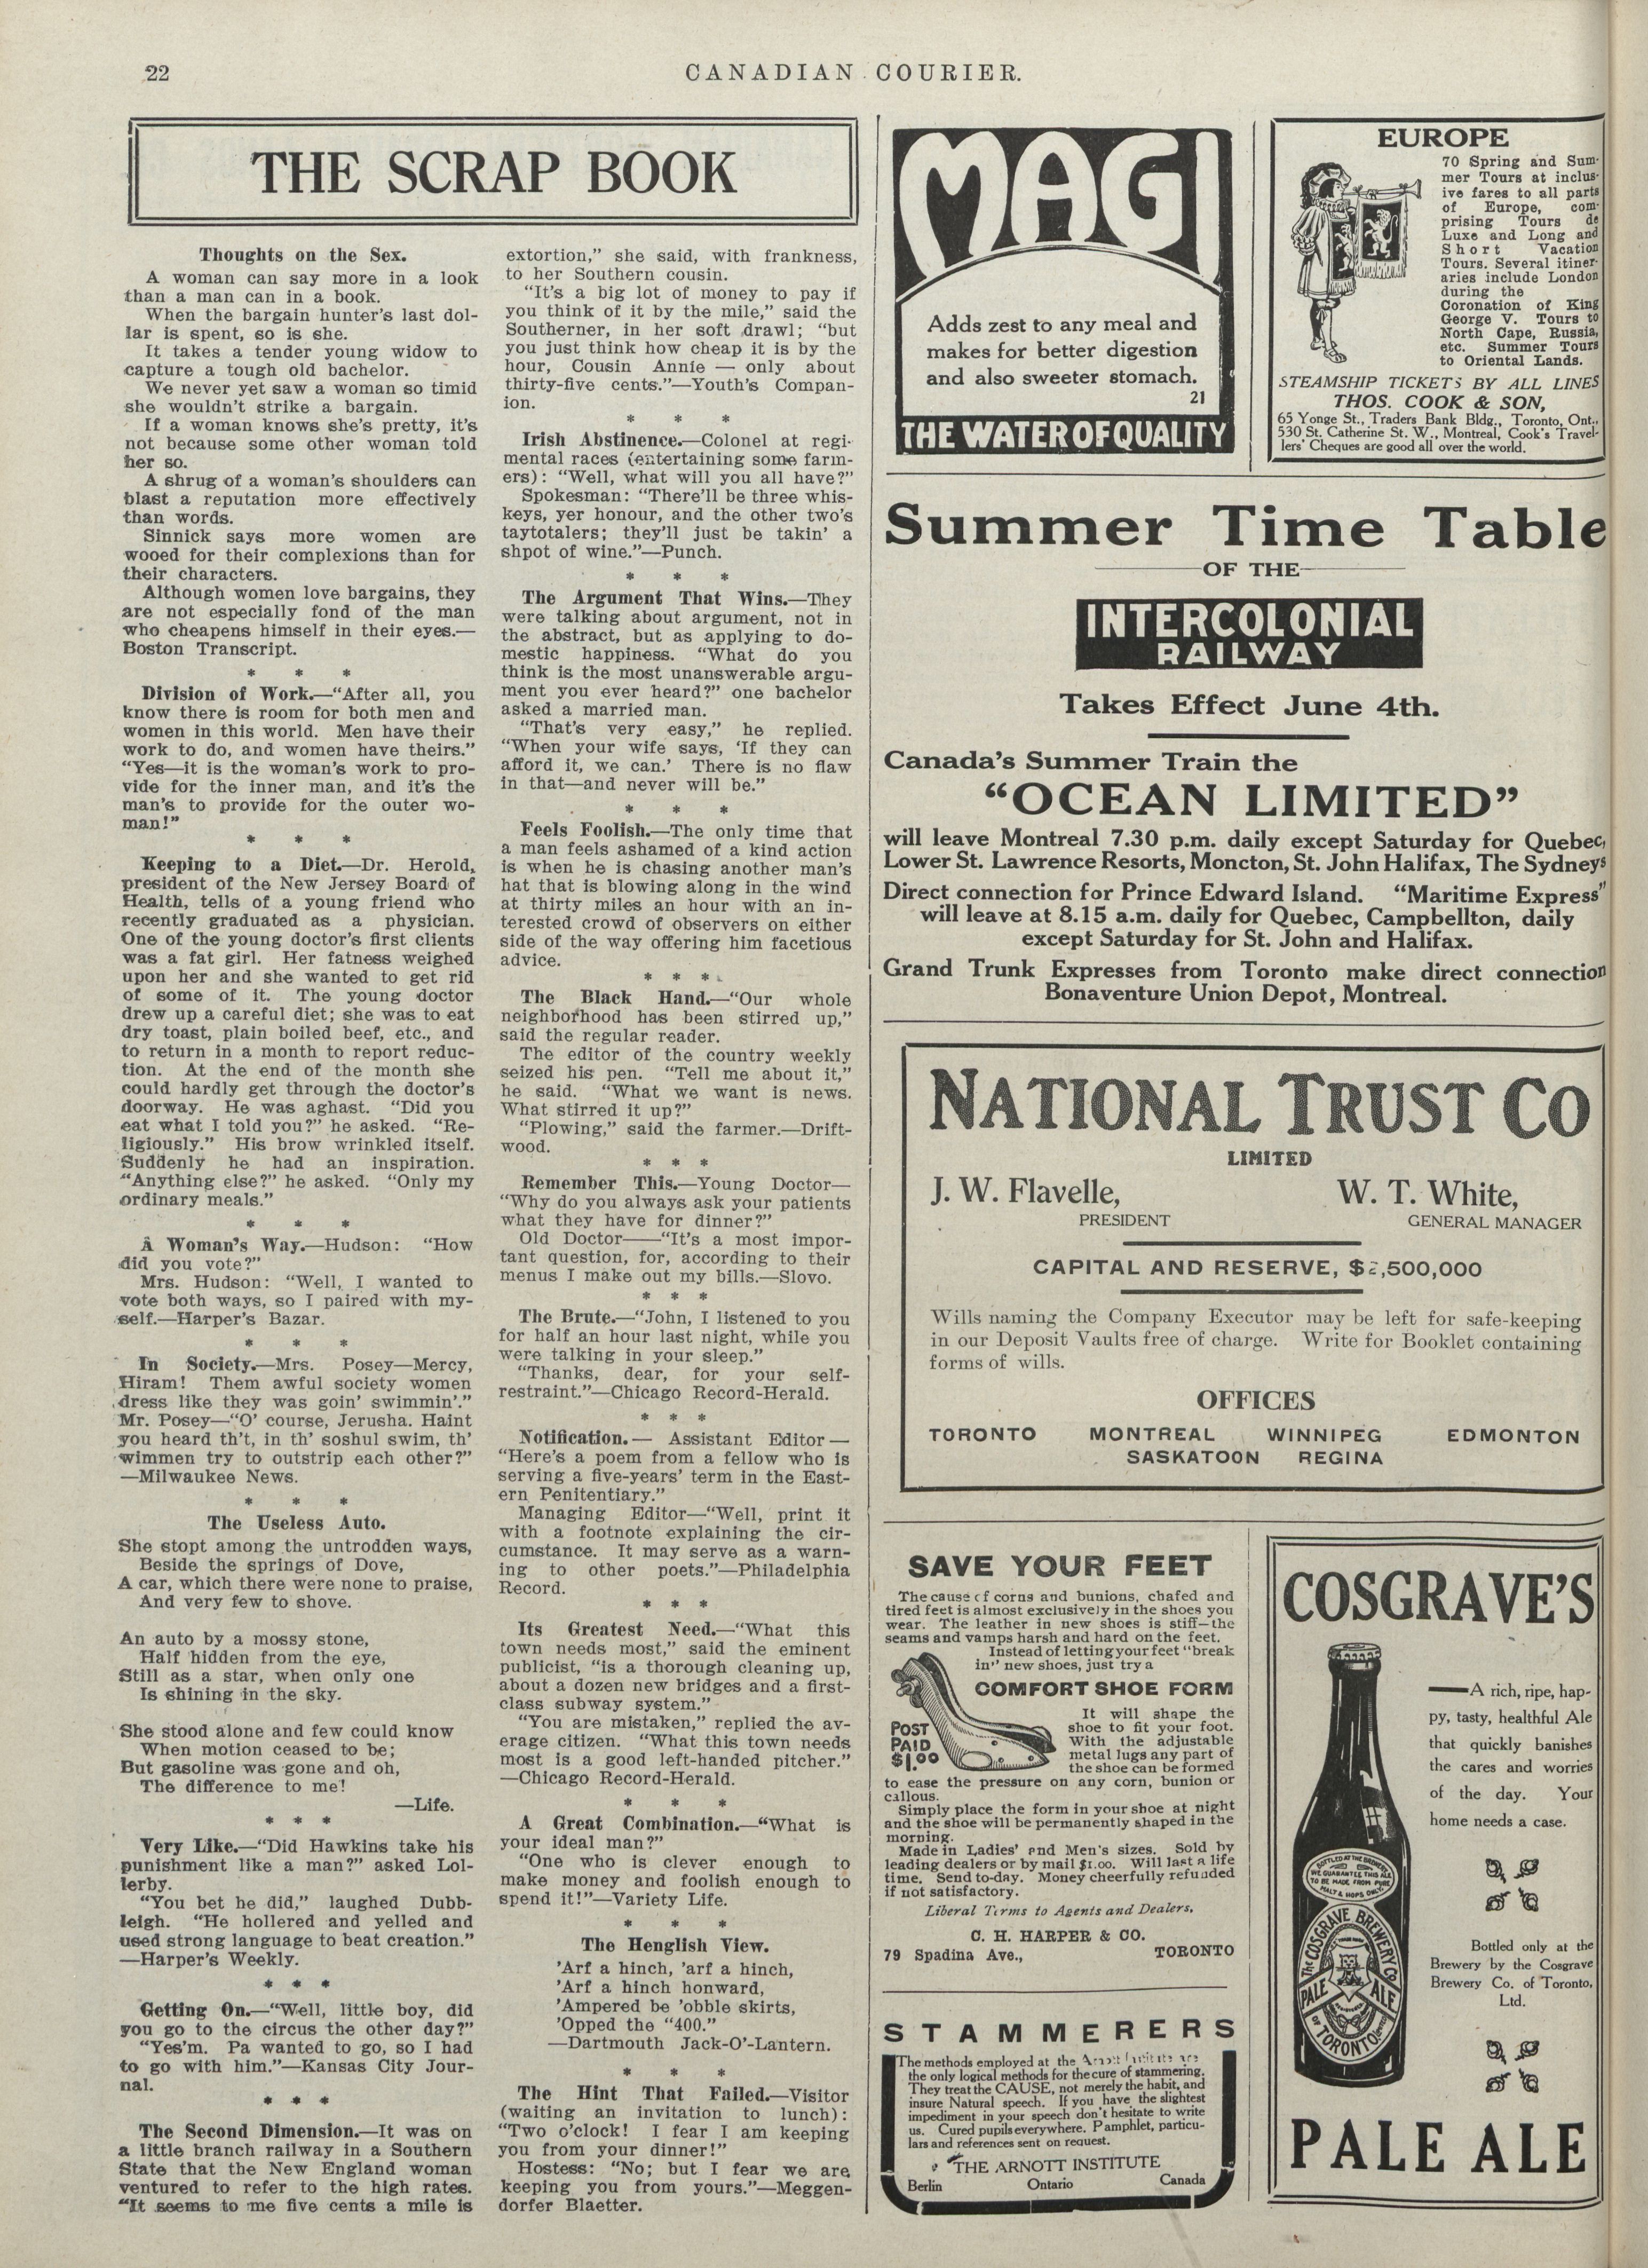 22
CANADIAN COURIER.
THE SCRAP BOOK
Thoughts on the Sex.
A woman can say more in a look
than a man can in a book.
When the bargain hunter's last dol-
lar is spent, so is she.
It takes a tender young widow to
capture a tough old bachelor.
We never yet saw a woman so timid
she wouldn't strike a bargain.
If a woman knows she's pretty, it's
not because some other woman told
her so.
A shrug of a woman's shoulders can
blast a reputation more effectively
than words.
Sinnick says more women are
wooed for their complexions than for
their characters.
Although women love bargains, they
are not especially fond of the man
who cheapens himself in their eyes.—
Boston Transcript.
* * *
Division of Work.—“After all, you
know there is room for both men and
women in this world. Men have their
work to do, and women have theirs.”
“Yes—it is the woman's work to pro-
vide for the inner man, and it's the
man's to provide for the outer wo-
man!”
* * *
Keeping to a Diet.—Dr. Herold,
president of the New Jersey Board of
Health, tells of a young friend who
recently graduated as a physician.
One of the young doctor's first clients
was a fat girl. Her fatness weighed
upon her and she wanted to get rid
of some of it. The young doctor
drew up a careful diet; she was to eat
dry toast, plain boiled beef, etc., and
to return in a month to report reduc-
tion. At the end of the month she
could hardly get through the doctor's
doorway. He was aghast. “Did you
eat what I told you?” he asked. “Re-
ligiously.” His brow wrinkled itself.
Suddenly he had an inspiration.
“Anything else?” he asked. “Only my
ordinary meals.”
* * *
A Woman's Way.—Hudson: “How
did you vote?”
Mrs. Hudson: “Well, I wanted to
vote both ways, so I paired with my-
self.—Harper's Bazar.
* * *
In Society.—Mrs. Posey—Mercy,
Hiram! Them awful society women
dress like they was goin' swimmin'.”
Mr. Posey—“O' course, Jerusha. Haint
you heard th't, in th' soshul swim, th'
wimmen try to outstrip each other?”
—Milwaukee News.
* * *
The Useless Auto.
She stopt among the untrodden ways,
Beside the springs of Dove,
A car, which there were none to praise,
And very few to shove.
An auto by a mossy stone,
Half hidden from the eye,
Still as a star, when only one
Is shining in the sky.
She stood alone and few could know
When motion ceased to be;
But gasoline was gone and oh,
The difference to me!
—Life.
* * *
Very Like.—“Did Hawkins take his
punishment like a man?” asked Lol-
lerby.
“You bet he did,” laughed Dubb-
leigh. “He hollered and yelled and
used strong language to beat creation.”
—Harper's Weekly.
* * *
Getting On.—“Well, little boy, did
you go to the circus the other day?”
“Yes'm. Pa wanted to go, so I had
to go with him.”—Kansas City Jour-
nal.
* * *
The Second Dimension.—It was on
a little branch railway in a Southern
State that the New England woman
ventured to refer to the high rates.
“It seems to me five cents a mile is
extortion,” she said, with frankness,
to her Southern cousin.
“It's a big lot of money to pay if
you think of it by the mile,” said the
Southerner, in her soft drawl; “but
you just think how cheap it is by the
hour, Cousin Annie — only about
thirty-five cents.”—Youth's Compan-
ion.
* * *
Irish Abstinence.—Colonel at regi-
mental races (entertaining some farm-
ers): “Well, what will you all have?”
Spokesman: “There'll be three whis-
keys, yer honour, and the other two's
taytotalers; they'll just be takin' a
shpot of wine.”—Punch.
* * *
The Argument That Wins.—They
were talking about argument, not in
the abstract, but as applying to do-
mestic happiness. “What do you
think is the most unanswerable argu-
ment you ever heard?” one bachelor
asked a married man.
“That's very easy,” he replied.
“When your wife says, ‘If they can
afford it, we can.’ There is no flaw
in that—and never will be.”
* * *
Feels Foolish.—The only time that
a man feels ashamed of a kind action
is when he is chasing another man's
hat that is blowing along in the wind
at thirty miles an hour with an in-
terested crowd of observers on either
side of the way offering him facetious
advice.
* * *
The Black Hand.—“Our whole
neighborhood has been stirred up,”
said the regular reader.
The editor of the country weekly
seized his pen. “Tell me about it,”
he said. “What we want is news.
What stirred it up?”
“Plowing,” said the farmer.—Drift-
wood.
* * *
Remember This.—Young Doctor—
“Why do you always ask your patients
what they have for dinner?”
Old Doctor——“It's a most impor-
tant question, for, according to their
menus I make out my bills.—Slovo.
* * *
The Brute.—“John, I listened to you
for half an hour last night, while you
were talking in your sleep.”
“Thanks, dear, for your self-
restraint.”—Chicago Record-Herald.
* * *
Notification.— Assistant Editor—
“Here's a poem from a fellow who is
serving a five-years' term in the East-
ern Penitentiary.”
Managing Editor—“Well, print it
with a footnote explaining the cir-
cumstance. It may serve as a warn-
ing to other poets.”—Philadelphia
Record.
* * *
Its Greatest Need.—“What this
town needs most,” said the eminent
publicist, “is a thorough cleaning up,
about a dozen new bridges and a first-
class subway system.”
“You are mistaken,” replied the av-
erage citizen. “What this town needs
most is a good left-handed pitcher.”
—Chicago Record-Herald.
* * *
A Great Combination.—“What is
your ideal man?”
“One who is clever enough to
make money and foolish enough to
spend it!”—Variety Life.
* * *
The Henglish View.
'Arf a hinch, 'arf a hinch,
'Arf a hinch honward,
'Ampered be 'obble skirts,
'Opped the “400.”
—Dartmouth Jack-O'-Lantern.
* * *
The Hint That Failed.—Visitor
(waiting an invitation to lunch):
“Two o'clock! I fear I am keeping
you from your dinner!”
Hostess: “No; but I fear we are
keeping you from yours.”—Meggen-
dorfer Blaetter.
MAGI
Adds zest to any meal and
makes for better digestion
and also sweeter stomach.
21
THE WATER OF QUALITY
EUROPE
70 Spring and Sum-
mer Tours at inclus-
ive fares to all parts
of Europe, com-
prising Tours de
Luxe and Long and
Short Vacation
Tours. Several itiner-
aries include London
during the
Coronation of King
George V. Tours to
North Cape, Russia,
etc. Summer Tours
to Oriental Lands.
STEAMSHIP TICKETS BY ALL LINES
THOS. COOK & SON,
65 Yonge St., Traders Bank Bldg., Toronto, Ont.,
530 St. Catherine St. W., Montreal, Cook's Travel-
lers' Cheques are good all over the world.
Summer Time Table
OF THE
INTERCOLONIAL
RAILWAY
Takes Effect June 4th.
Canada's Summer Train the
“OCEAN LIMITED”
will leave Montreal 7.30 p.m. daily except Saturday for Quebec,
Lower St. Lawrence Resorts, Moncton, St. John Halifax, The Sydneys
Direct connection for Prince Edward Island. “Maritime Express”
will leave at 8.15 a.m. daily for Quebec, Campbellton, daily
except Saturday for St. John and Halifax.
Grand Trunk Expresses from Toronto make direct connection
Bonaventure Union Depot, Montreal.
NATIONAL TRUST CO
LIMITED
J. W. Flavelle, W. T. White,
PRESIDENT GENERAL MANAGER
CAPITAL AND RESERVE, $2,500,000
Wills naming the Company Executor may be left for safe-keeping
in our Deposit Vaults free of charge. Write for Booklet containing
forms of wills.
OFFICES
TORONTO MONTREAL WINNIPEG EDMONTON
SASKATOON REGINA
SAVE YOUR FEET
The cause of corns and bunions, chafed and
tired feet is almost exclusively in the shoes you
wear. The leather in new shoes is stiff—the
seams and vamps harsh and hard on the feet.
Instead of letting your feet “break
in” new shoes, just try a
COMFORT SHOE FORM
POST
PAID
$1.00
It will shape the
shoe to fit your foot.
With the adjustable
metal lugs any part of
the shoe can be formed
to ease the pressure on any corn, bunion or
callous.
Simply place the form in your shoe at night
and the shoe will be permanently shaped in the
morning.
Made in Ladies' and Men's sizes. Sold by
leading dealers or by mail $1.00. Will last a life
time. Send to-day. Money cheerfully refunded
if not satisfactory.
Liberal Terms to Agents and Dealers.
C. H. HARPER & CO.
79 Spadina Ave., TORONTO
STAMMERERS
The methods employed at the Arnott Institute are
the only logical methods for the cure of stammering.
They treat the CAUSE, not merely the habit, and
insure Natural speech. If you have the slightest
impediment in your speech don't hesitate to write
us. Cured pupils everywhere. Pamphlet, particu-
lars and references sent on request.
THE ARNOTT INSTITUTE
Berlin Ontario Canada
COSGRAVE'S
—A rich, ripe, hap-
py, tasty, healthful Ale
that quickly banishes
the cares and worries
of the day. Your
home needs a case.
BOTTLED AT THE BREWERY
WE GUARANTEE THIS ALE
TO BE MADE FROM PURE
MALT & HOPS ONLY.
THE COSGRAVE BREWERY CO
PALE ALE
OF TORONTO
Bottled only at the
Brewery by the Cosgrave
Brewery Co. of Toronto,
Ltd.
PALE ALE